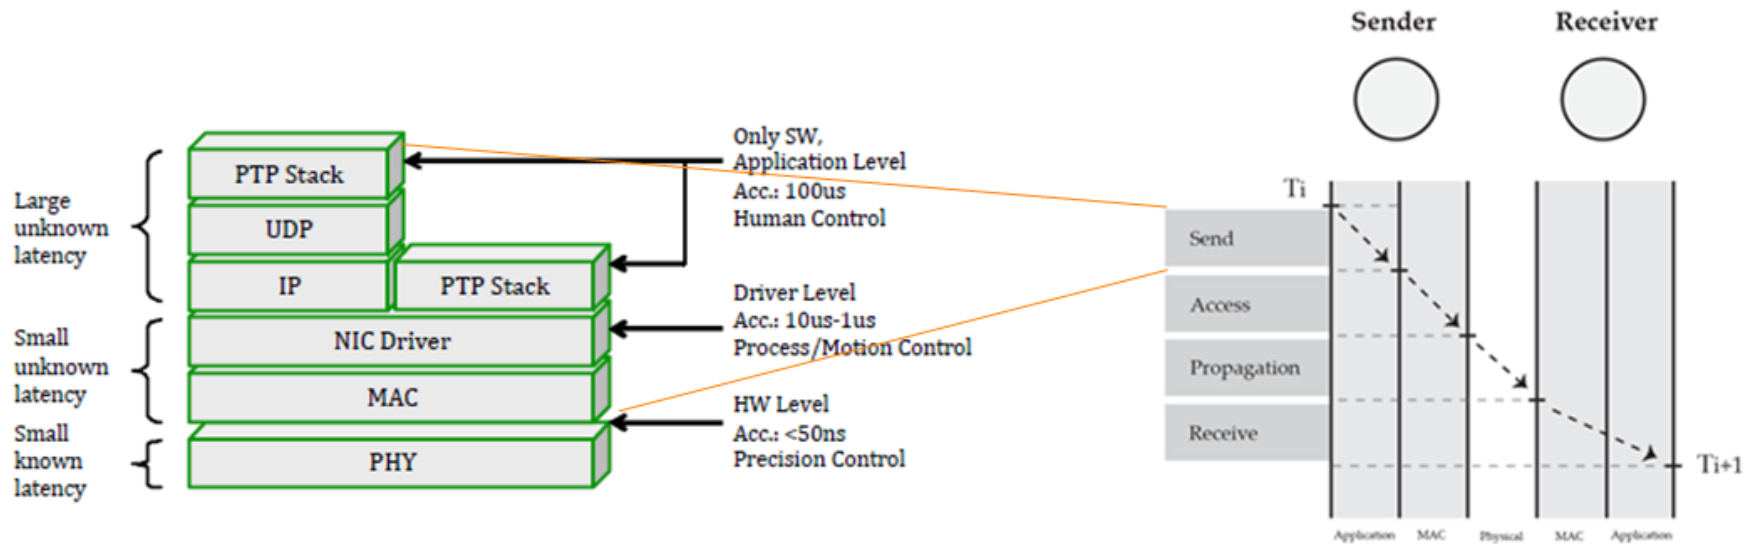 Sender
Receiver
Large
unknown
latency
Small
unknown
latency
Small
known
latency
PTP Stack
UDP
IP
PTP Stack
NIC Driver
MAC
PHY
Only SW,
Application Level
Acc.: 100us
Human Control
Driver Level
Acc.: 10us-1us
Process/Motion Control
HW Level
Acc.: <50ns
Precision Control
Ti
Send
Access
Propagation
Receive
Ti+1
Application
MAC
Physical
MAC
Application